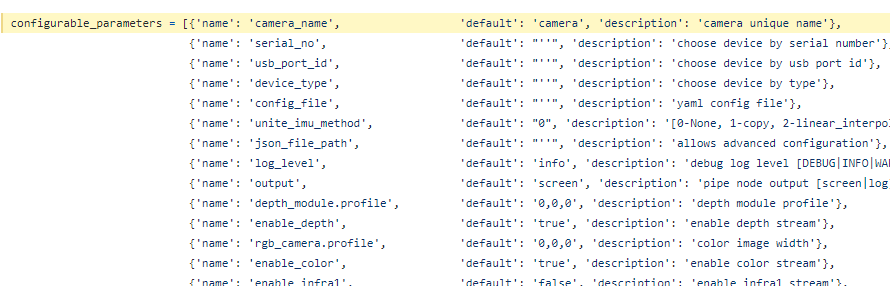 configurable_parameters = [{'name': 'camera_name', 'default': 'camera', 'description': 'camera unique name'},
{'name': 'serial_no', 'default': "''", 'description': 'choose device by serial number'},
{'name': 'usb_port_id', 'default': "''", 'description': 'choose device by usb port id'},
{'name': 'device_type', 'default': "''", 'description': 'choose device by type'},
{'name': 'config_file', 'default': "''", 'description': 'yaml config file'},
{'name': 'unite_imu_method', 'default': "0", 'description': '[0-None, 1-copy, 2-linear_interpol
{'name': 'json_file_path', 'default': "''", 'description': 'allows advanced configuration'},
{'name': 'log_level', 'default': 'info', 'description': 'debug log level [DEBUG|INFO|WA
{'name': 'output', 'default': 'screen', 'description': 'pipe node output [screen|log
{'name': 'depth_module.profile', 'default': '0,0,0', 'description': 'depth module profile'},
{'name': 'enable_depth', 'default': 'true', 'description': 'enable depth stream'},
{'name': 'rgb_camera.profile', 'default': '0,0,0', 'description': 'color image width'},
{'name': 'enable_color', 'default': 'true', 'description': 'enable color stream'},
{'name': 'enable_infra1', 'default': 'false', 'description': 'enable infra1 stream'},